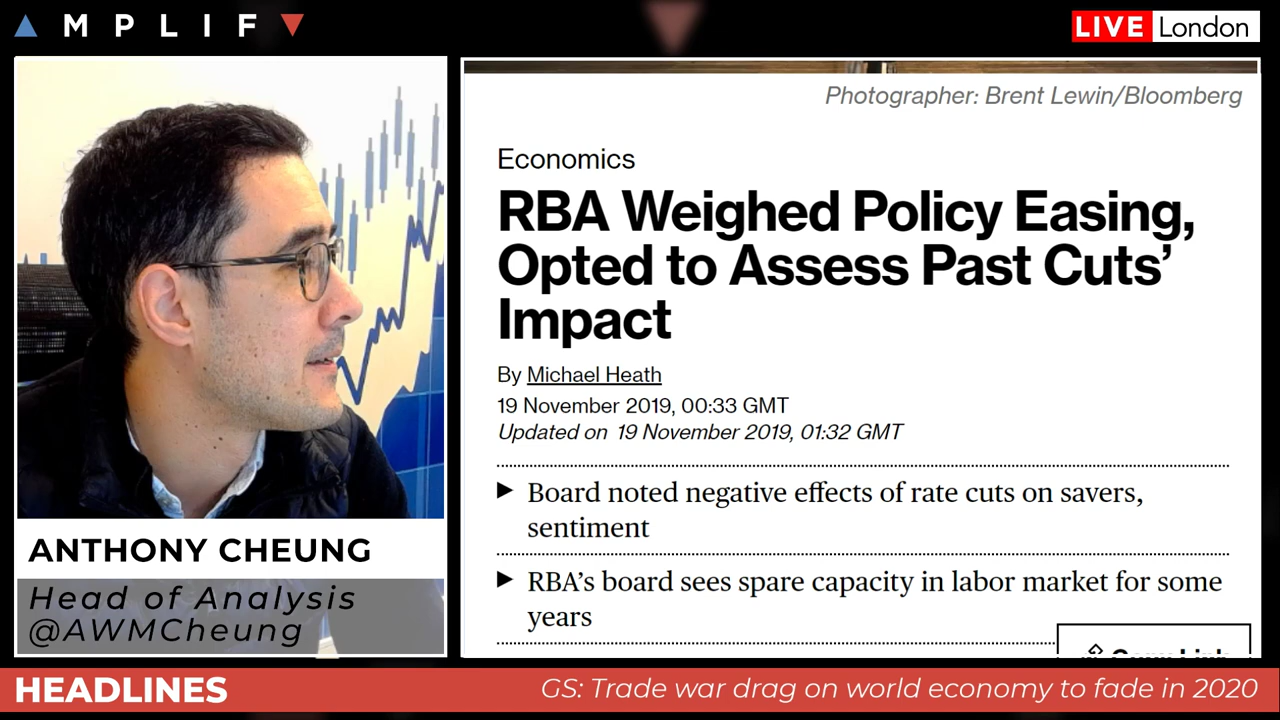 ▲ M P L I F ▼
LIVE London
Photographer: Brent Lewin/Bloomberg
Economics
RBA Weighed Policy Easing,
Opted to Assess Past Cuts’
Impact
By Michael Heath
19 November 2019, 00:33 GMT
Updated on 19 November 2019, 01:32 GMT
Board noted negative effects of rate cuts on savers,
sentiment
RBA’s board sees spare capacity in labor market for some
years
ANTHONY CHEUNG
Head of Analysis
@AWMCheung
HEADLINES
GS: Trade war drag on world economy to fade in 2020